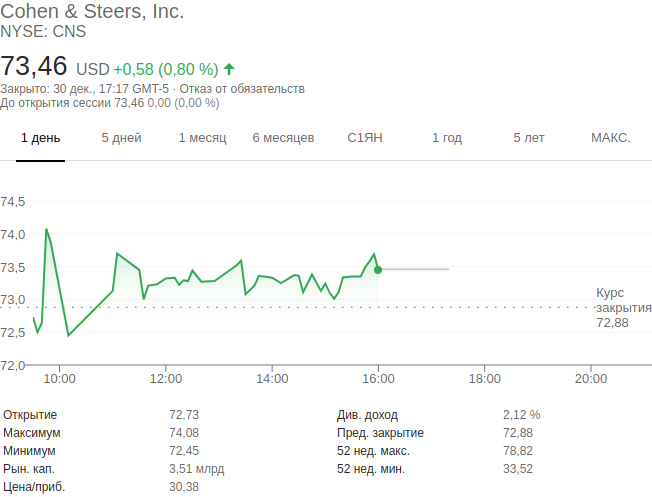 Cohen & Steers, Inc.
NYSE: CNS
73,46 USD +0,58 (0,80 %)
Закрыто: 30 дек., 17:17 GMT-5 · Отказ от обязательств
До открытия сессии 73,46 0,00 (0,00 %)
1 день 5 дней 1 месяц 6 месяцев С1ЯН 1 год 5 лет МАКС.
74,5
74,0
73,5
73,0
72,5
72,0
Курс
закрытия
72,88
10:00 12:00 14:00 16:00 18:00 20:00
Открытие 72,73 Див. доход 2,12 %
Максимум 74,08 Пред. закрытие 72,88
Минимум 72,45 52 нед. макс. 78,82
Рын. кап. 3,51 млрд 52 нед. мин. 33,52
Цена/приб. 30,38